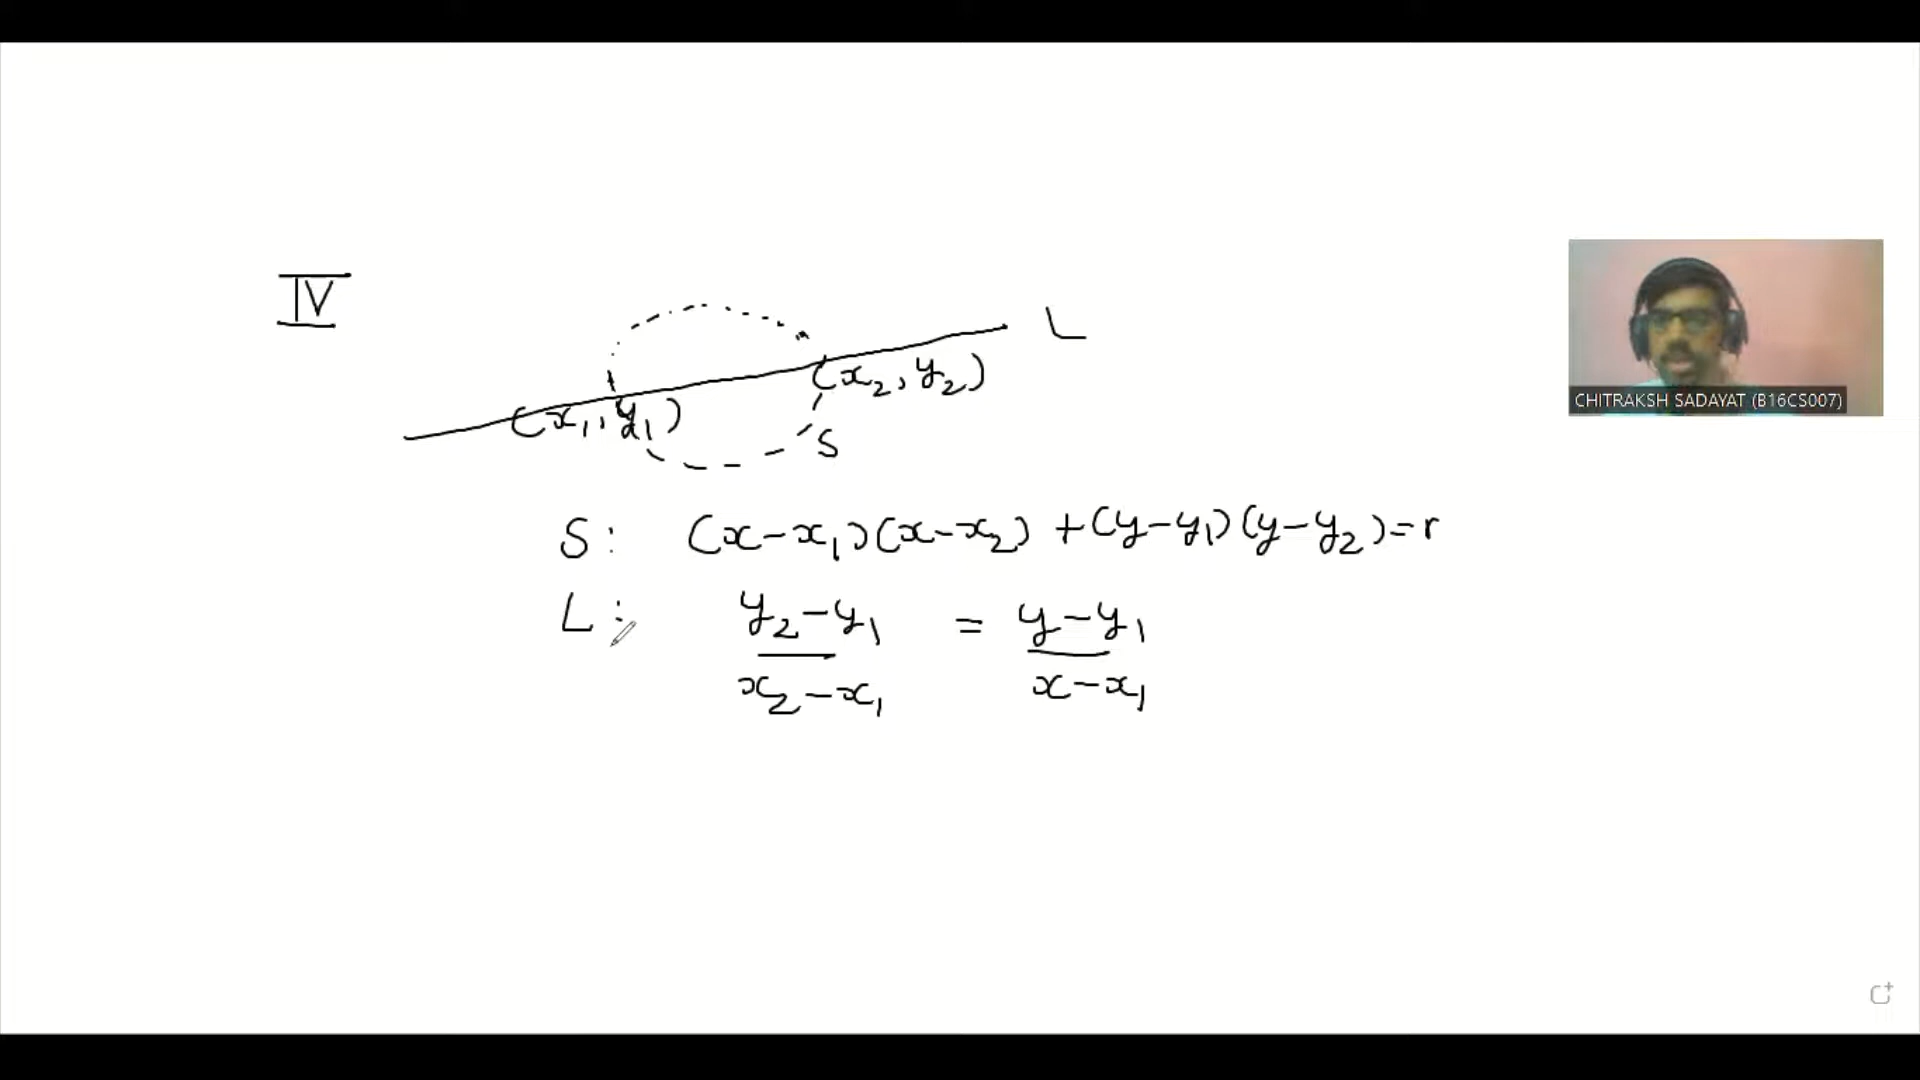 IV
L
(x₂, y₂)
(x₁, y₁)
S
CHITRAKSH SADAYAT (B16CS007)
S: (x-x₁)(x-x₂) +(y-y₁)(y-y₂)=r
L: y₂-y₁ = y-y₁
x₂-x₁ x-x₁